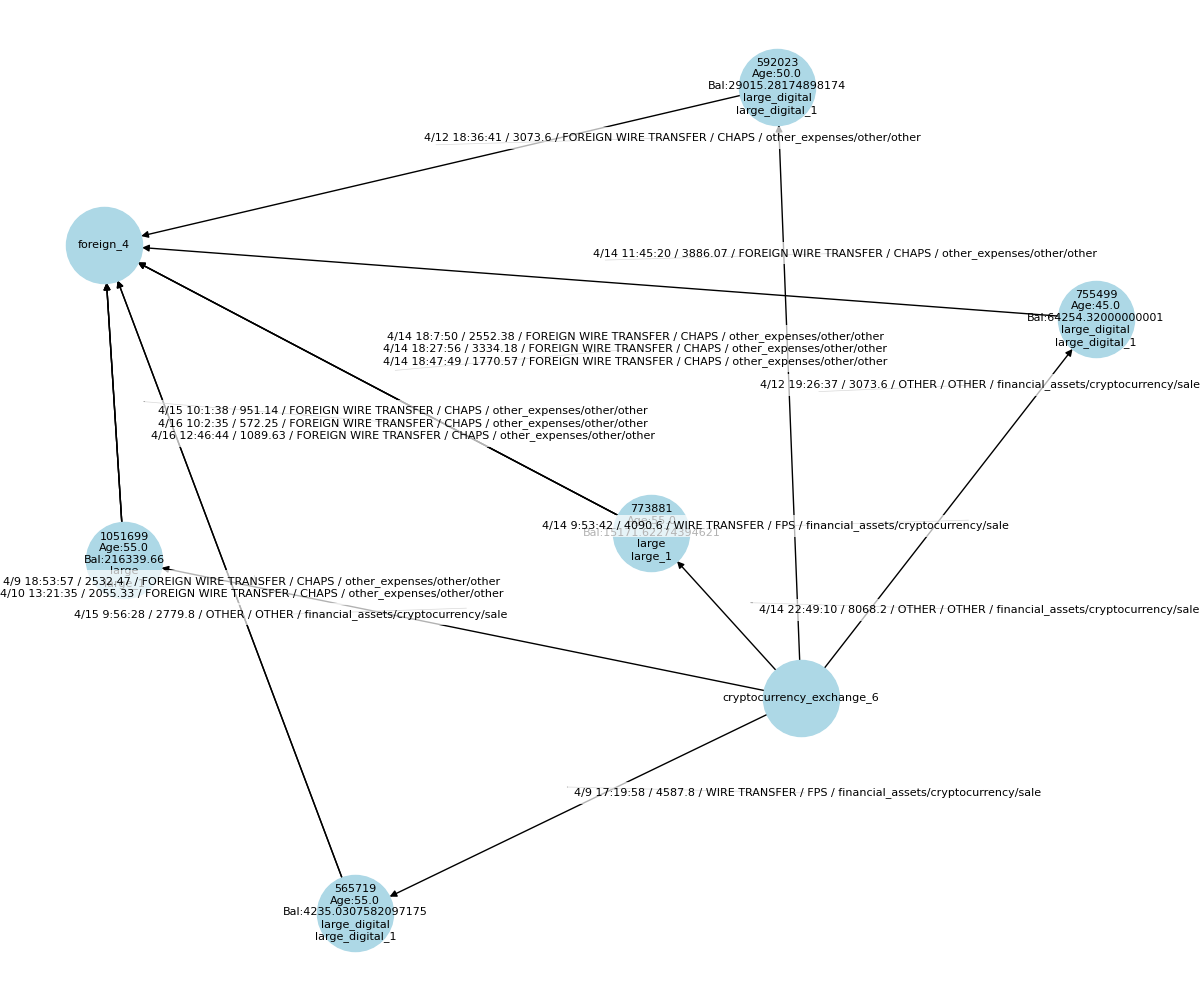 592023
Age:50.0
Bal:29015.28174898174
large_digital
large_digital_1
4/12 18:36:41 / 3073.6 / FOREIGN WIRE TRANSFER / CHAPS / other_expenses/other/other
foreign_4
4/14 11:45:20 / 3886.07 / FOREIGN WIRE TRANSFER / CHAPS / other_expenses/other/other
755499
Age:45.0
Bal:64254.32000000001
large_digital
large_digital_1
4/14 18:7:50 / 2552.38 / FOREIGN WIRE TRANSFER / CHAPS / other_expenses/other/other
4/14 18:27:56 / 3334.18 / FOREIGN WIRE TRANSFER / CHAPS / other_expenses/other/other
4/14 18:47:49 / 1770.57 / FOREIGN WIRE TRANSFER / CHAPS / other_expenses/other/other
4/12 19:26:37 / 3073.6 / OTHER / OTHER / financial_assets/cryptocurrency/sale
4/15 10:1:38 / 951.14 / FOREIGN WIRE TRANSFER / CHAPS / other_expenses/other/other
4/16 10:2:35 / 572.25 / FOREIGN WIRE TRANSFER / CHAPS / other_expenses/other/other
4/16 12:46:44 / 1089.63 / FOREIGN WIRE TRANSFER / CHAPS / other_expenses/other/other
773881
Age:55.0
4/14 9:53:42 / 4090.6 / WIRE TRANSFER / FPS / financial_assets/cryptocurrency/sale
Bal:15171.62274394621
large
large_1
1051699
Age:55.0
Bal:216339.66
large
4/9 18:53:57 / 2532.47 / FOREIGN WIRE TRANSFER / CHAPS / other_expenses/other/other
4/10 13:21:35 / 2055.33 / FOREIGN WIRE TRANSFER / CHAPS / other_expenses/other/other
4/15 9:56:28 / 2779.8 / OTHER / OTHER / financial_assets/cryptocurrency/sale
4/14 22:49:10 / 8068.2 / OTHER / OTHER / financial_assets/cryptocurrency/sale
cryptocurrency_exchange_6
4/9 17:19:58 / 4587.8 / WIRE TRANSFER / FPS / financial_assets/cryptocurrency/sale
565719
Age:55.0
Bal:4235.0307582097175
large_digital
large_digital_1